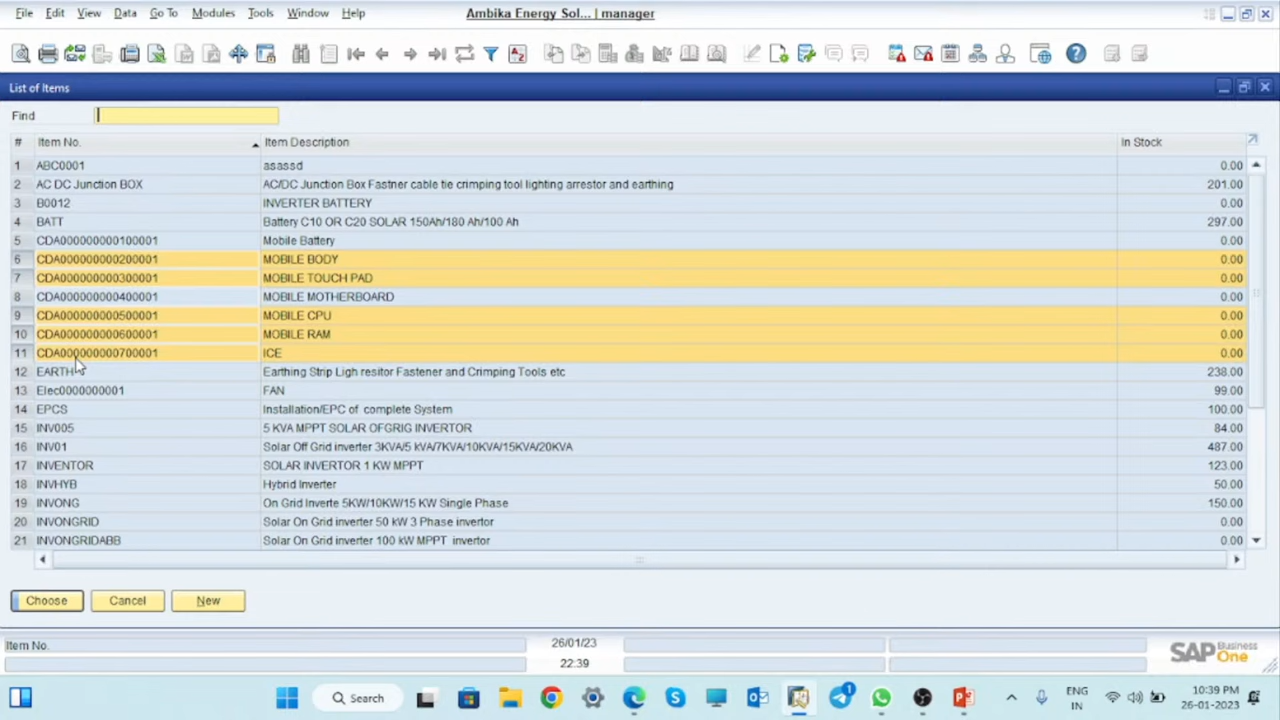 File Edit View Data Go To Modules Tools Window Help Ambika Energy Sol... | manager
List of Items
Find
# Item No. Item Description In Stock
1 ABC0001 asassd 0.00
2 AC DC Junction BOX AC/DC Junction Box Fastner cable tie crimping tool lighting arrestor and earthing 201.00
3 B0012 INVERTER BATTERY 0.00
4 BATT Battery C10 OR C20 SOLAR 150Ah/180 Ah/100 Ah 297.00
5 CDA000000000100001 Mobile Battery 0.00
6 CDA000000000200001 MOBILE BODY 0.00
7 CDA000000000300001 MOBILE TOUCH PAD 0.00
8 CDA000000000400001 MOBILE MOTHERBOARD 0.00
9 CDA000000000500001 MOBILE CPU 0.00
10 CDA000000000600001 MOBILE RAM 0.00
11 CDA000000000700001 ICE 0.00
12 EARTH Earthing Strip Ligh resitor Fastener and Crimping Tools etc 238.00
13 Elec0000000001 FAN 99.00
14 EPCS Installation/EPC of complete System 100.00
15 INV005 5 KVA MPPT SOLAR OFGRIG INVERTOR 84.00
16 INV01 Solar Off Grid inverter 3KVA/5 kVA/7KVA/10KVA/15KVA/20KVA 487.00
17 INVENTOR SOLAR INVERTOR 1 KW MPPT 123.00
18 INVHYB Hybrid Inverter 50.00
19 INVONG On Grid Inverte 5KW/10KW/15 KW Single Phase 150.00
20 INVONGRID Solar On Grid inverter 50 kW 3 Phase invertor 0.00
21 INVONGRIDABB Solar On Grid inverter 100 kW MPPT invertor 0.00
Choose Cancel New
Item No. 26/01/23
22:39
SAP Business One
Search ENG IN 10:39 PM 26-01-2023